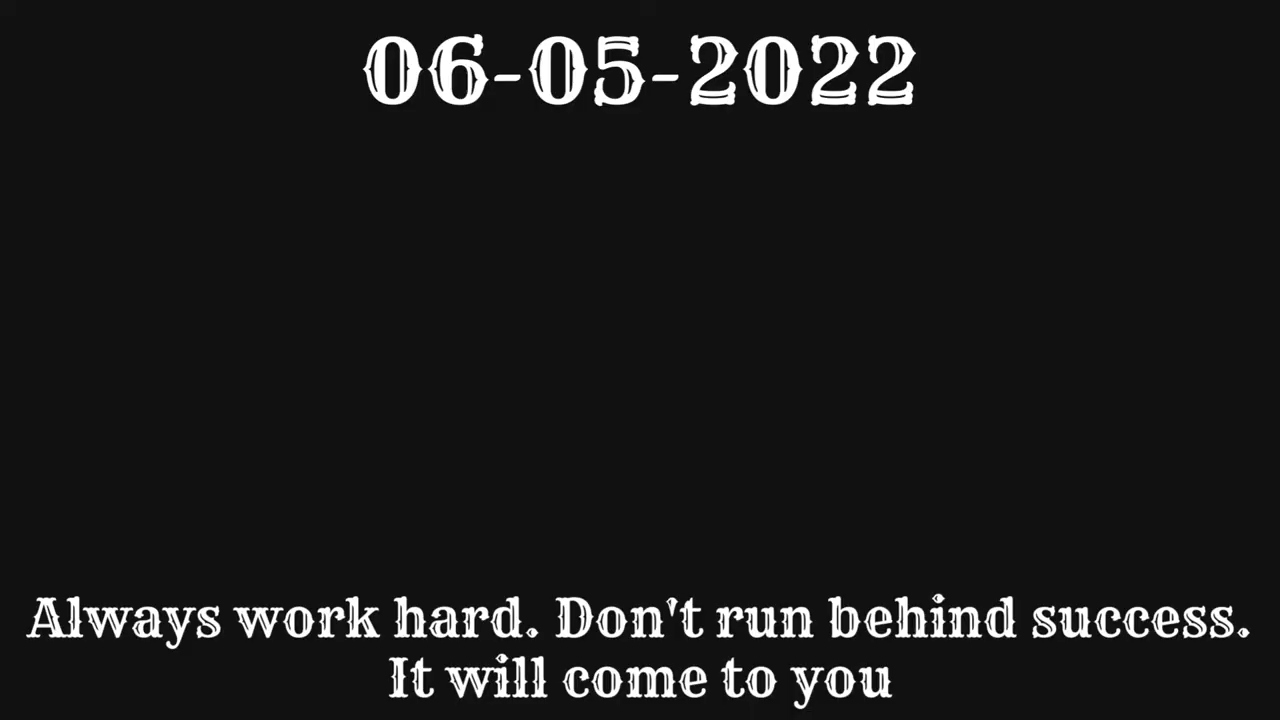 06-05-2022
Always work hard. Don't run behind success.
It will come to you